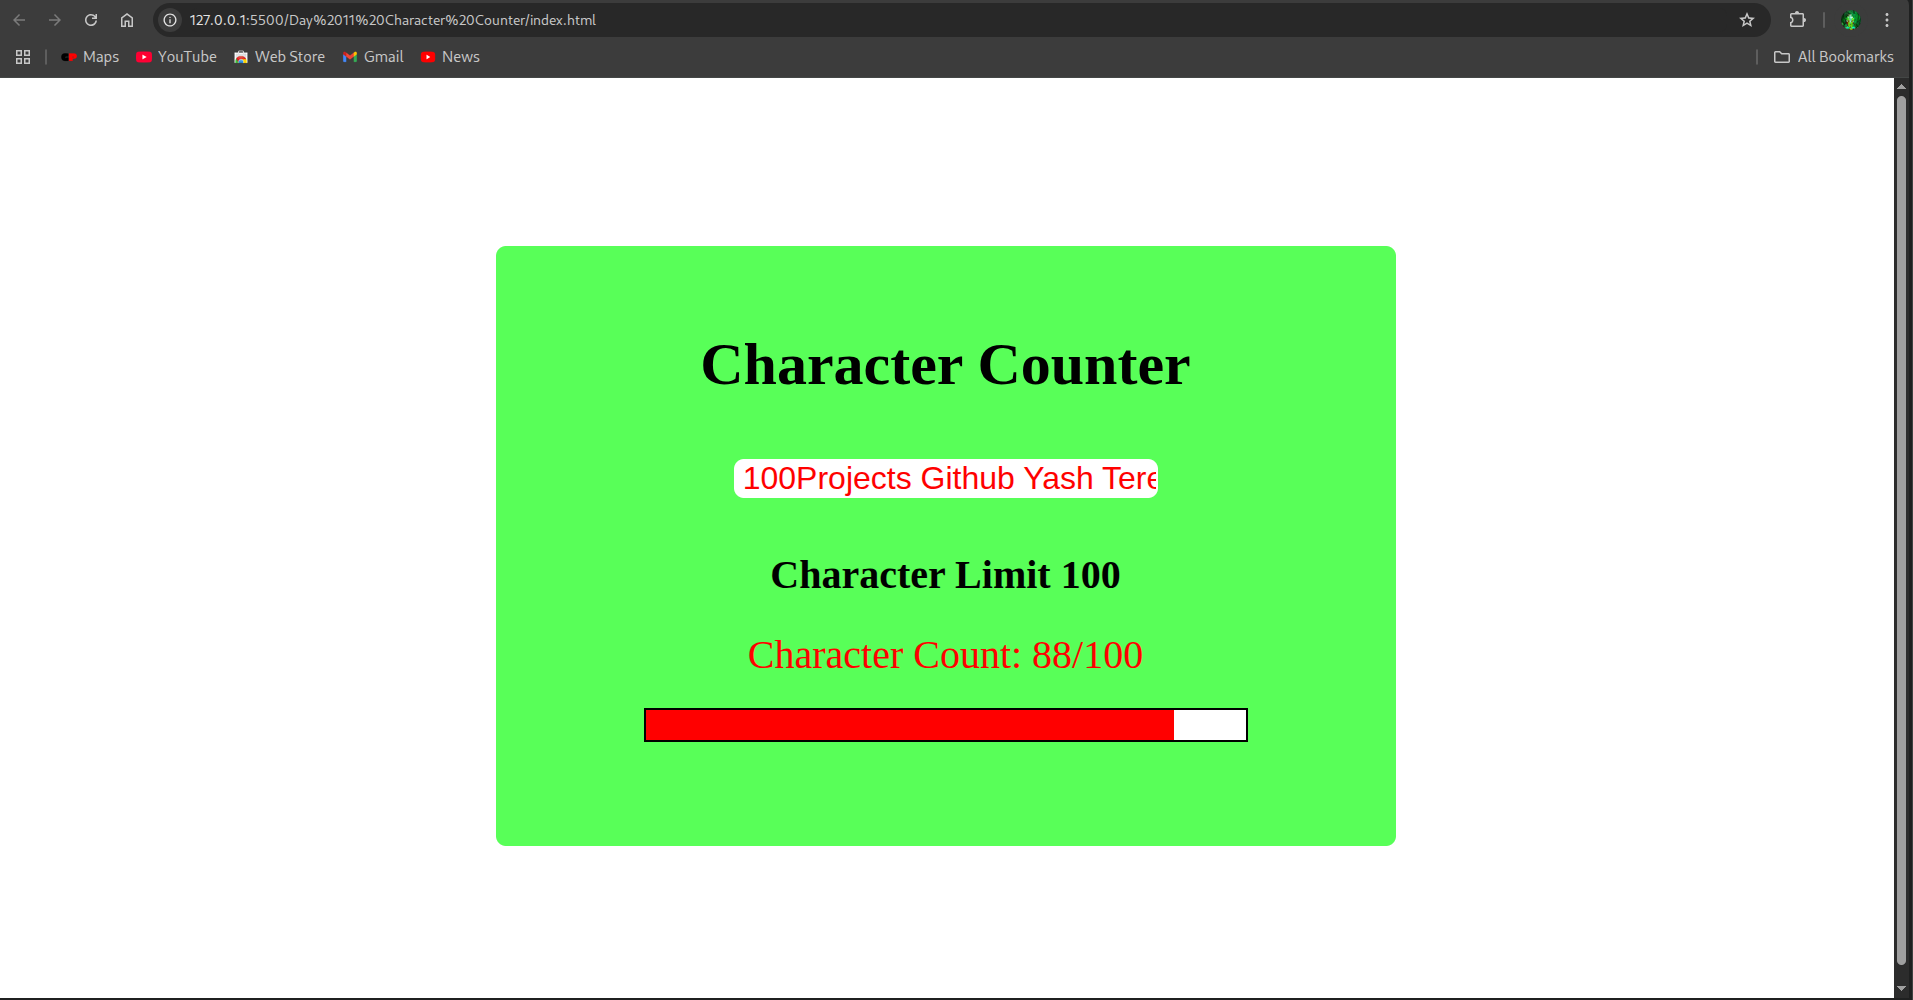 127.0.0.1:5500/Day%2011%20Character%20Counter/index.html
Maps YouTube Web Store Gmail News All Bookmarks
Character Counter
100Projects Github Yash Tere
Character Limit 100
Character Count: 88/100